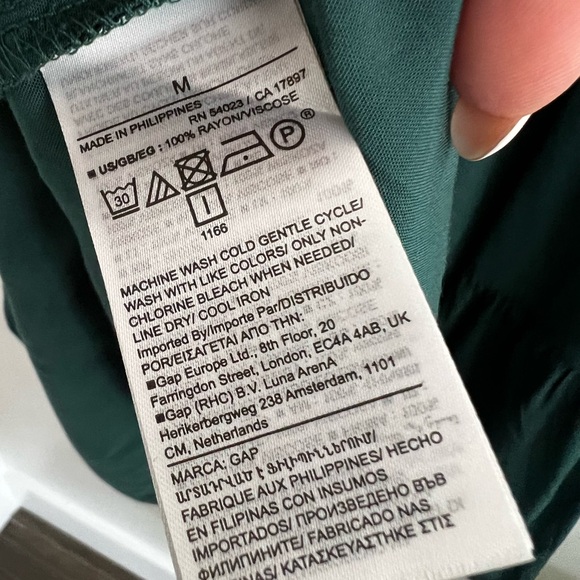 M
MADE IN PHILIPPINES
RN 54023 / CA 17897
■ US/GB/EG : 100% RAYON/VISCOSE
30 P ®
1166
MACHINE WASH COLD GENTLE CYCLE/
WASH WITH LIKE COLORS/ ONLY NON-
CHLORINE BLEACH WHEN NEEDED/
LINE DRY/ COOL IRON
Imported By/Importe Par/DISTRIBUIDO
POR/ΕΙΣΑΓΕΤΑΙ ΑΠΟ ΤΗΝ:
■Gap Europe Ltd., 8th Floor, 20
Farringdon Street, London, EC4A 4AB, UK
■Gap (RHC) B.V. Luna ArenA
Herikerbergweg 238 Amsterdam, 1101
CM, Netherlands
MARCA: GAP
ԱՐՏԱԴՐՎԱԾ Է ՖԻԼԻՊԻՆՆԵՐՈՒՄ/
FABRIQUE AUX PHILIPPINES/ HECHO
EN FILIPINAS CON INSUMOS
IMPORTADOS/ ПРОИЗВЕДЕНО ВЪВ
ФИЛИПИНИТЕ/ FABRICADO NAS
FILIPINAS/ ΚΑΤΑΣΚΕΥΑΣΤΗΚΕ ΣΤΙΣ